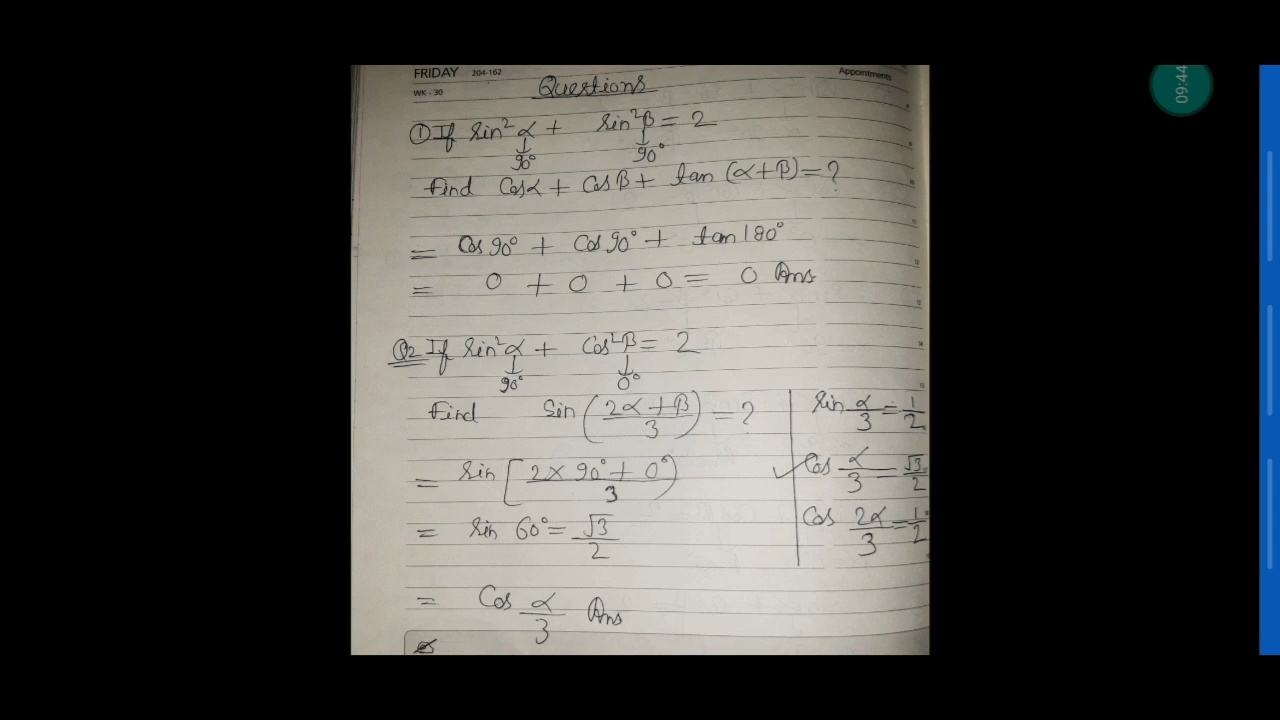 FRIDAY 204-162 Appointments
WK - 30
Questions
① If Sin²α + Sin²β = 2
↓ 90° ↓ 90°
Find Cosα + Cosβ + tan (α+β) = ?
= Cos 90° + Cos 90° + tan 180°
= 0 + 0 + 0 = 0 Ans
Q2 If Sin²α + Cos²β = 2
↓ 90° ↓ 0°
Find Sin (2α+β/3) = ?
= Sin [2×90°+0°/3)
= Sin 60° = √3/2
= Cos α/3 Ans
Sin α/3 = 1/2
✓Cos α/3 = √3/2
Cos 2α/3 = 1/2
09:44